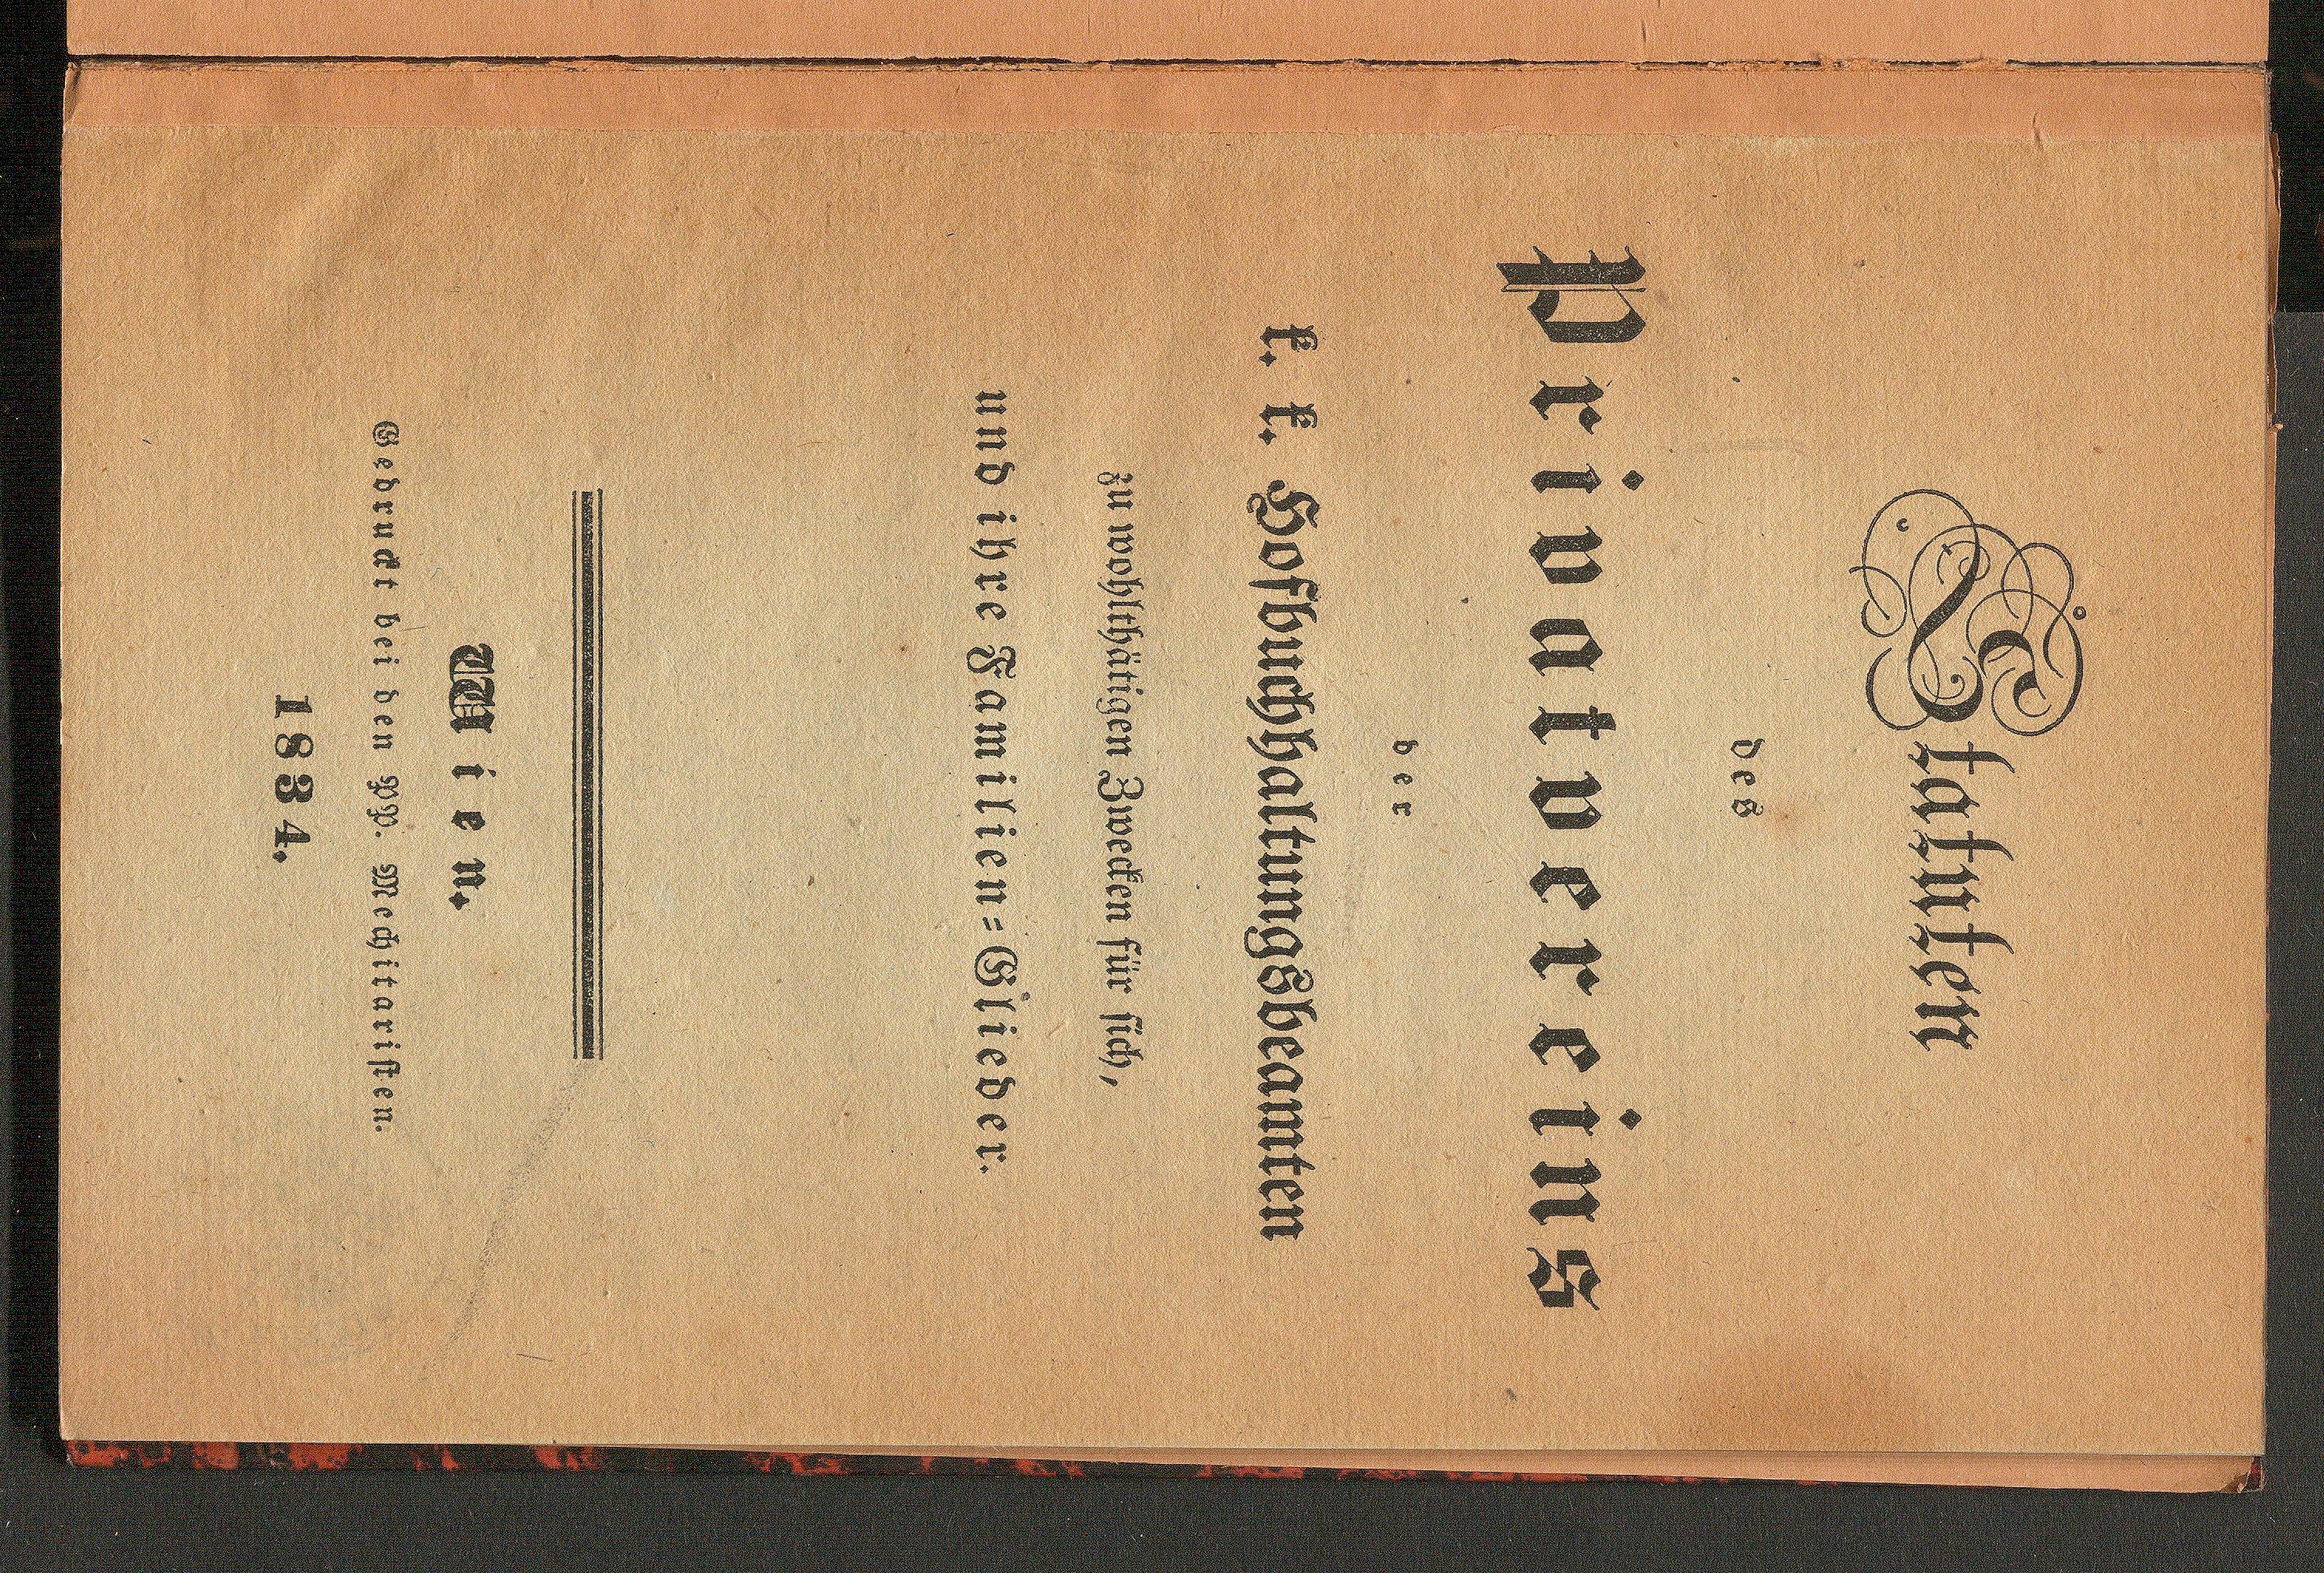 Statuten
des
Privatvereins
der
k. k. Hofbuchhaltungsbeamten
zu wohlthätigen Zwecken für sich,
und ihre Familien=Glieder.
Wien.
Gedruckt bei den PP. Mechitaristen.
1834.